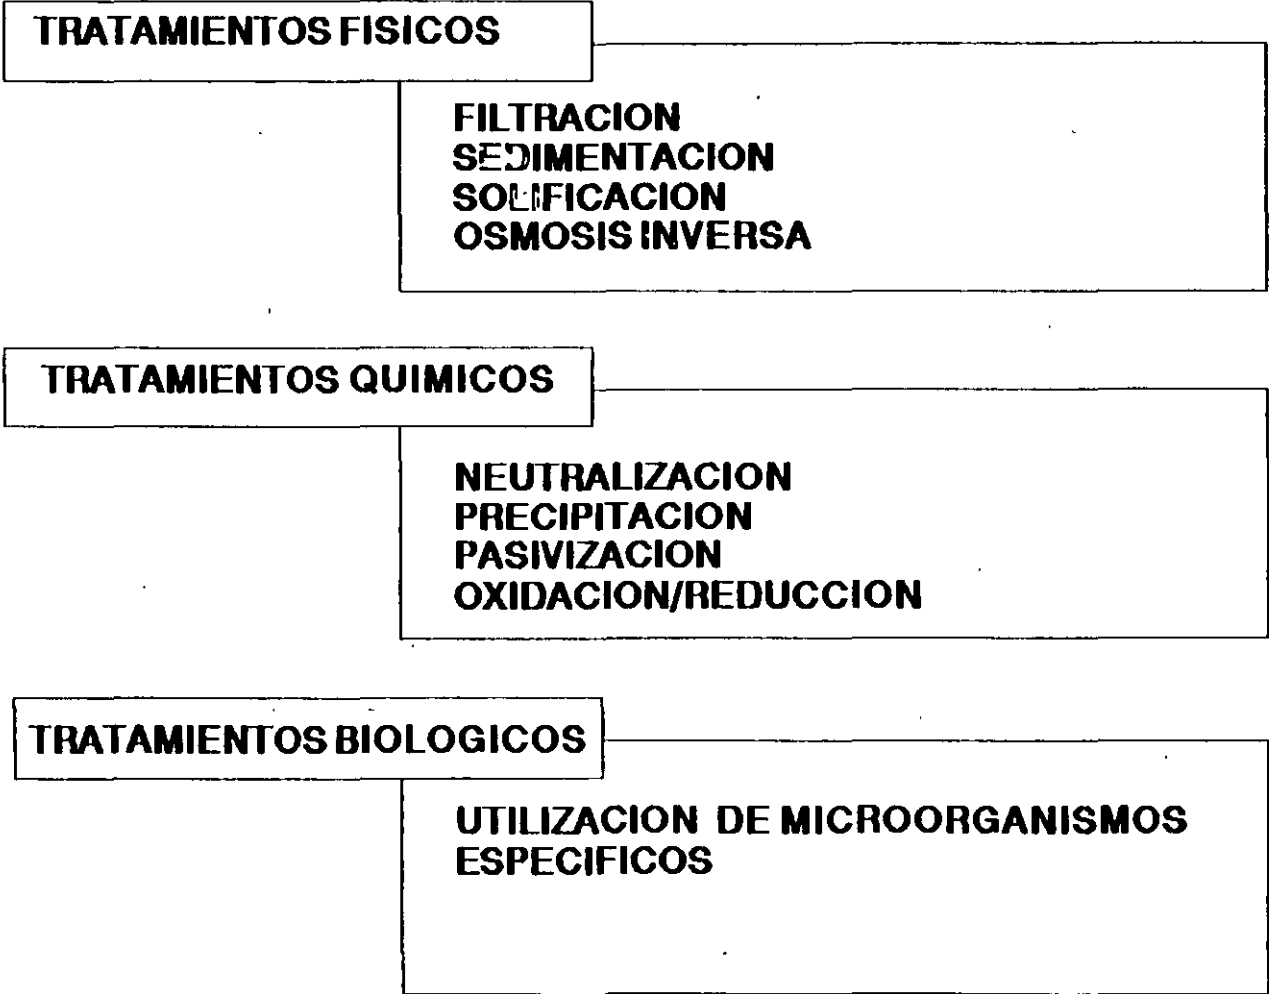 TRATAMIENTOS FISICOS
FILTRACION
SEDIMENTACION
OSMOSIS INVERSA
TRATAMIENTOS QUIMICOS
NEUTRALIZACION
PRECIPITACION
PASIVIZACION
OXIDACION/REDUCCION
TRATAMIENTOS BIOLOGICOS
UTILIZACION DE MICROORGANISMOS
ESPECIFICOS